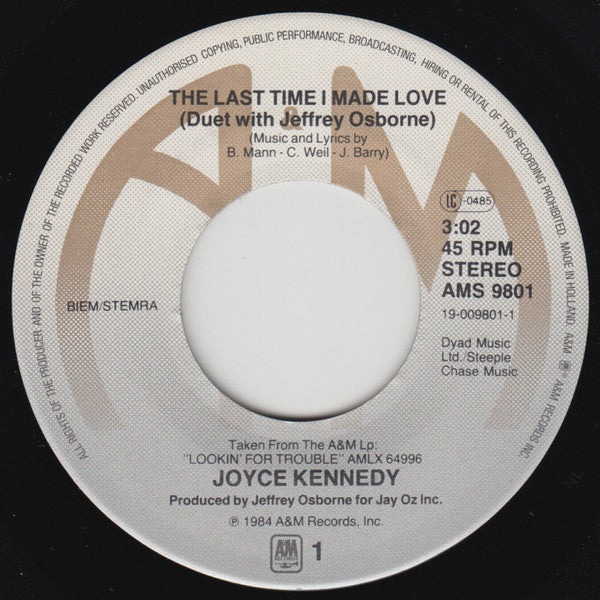 ALL RIGHTS OF THE PRODUCER AND OF THE OWNER OF THE RECORDED WORK RESERVED. UNAUTHORISED COPYING, PUBLIC PERFORMANCE, BROADCASTING, HIRING OR RENTAL OF THIS RECORDING PROHIBITED. MADE IN HOLLAND. A&M ℗® A&M RECORDS INC.
A&M
THE LAST TIME I MADE LOVE
(Duet with Jeffrey Osborne)
(Music and Lyrics by
B. Mann - C. Weil - J. Barry)
LC -0485
3:02
45 RPM
STEREO
AMS 9801
19-009801-1
BIEM/STEMRA
Dyad Music
Ltd./Steeple
Chase Music
Taken From The A&M Lp:
"LOOKIN' FOR TROUBLE" AMLX 64996
JOYCE KENNEDY
Produced by Jeffrey Osborne for Jay Oz Inc.
℗ 1984 A&M Records, Inc.
A&M
RECORDS
1